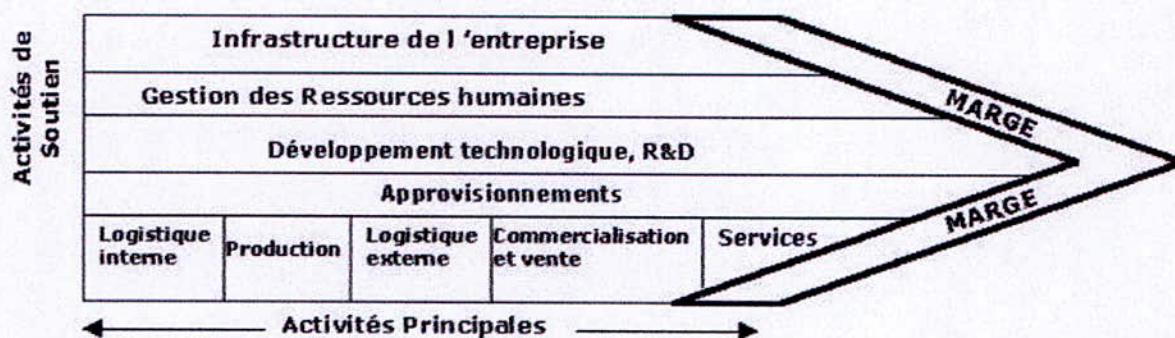 Activités de
Soutien
Infrastructure de l 'entreprise
Gestion des Ressources humaines
Développement technologique, R&D
Approvisionnements
Logistique
interne
Production
Logistique
externe
Commercialisation
et vente
Services
MARGE
MARGE
Activités Principales